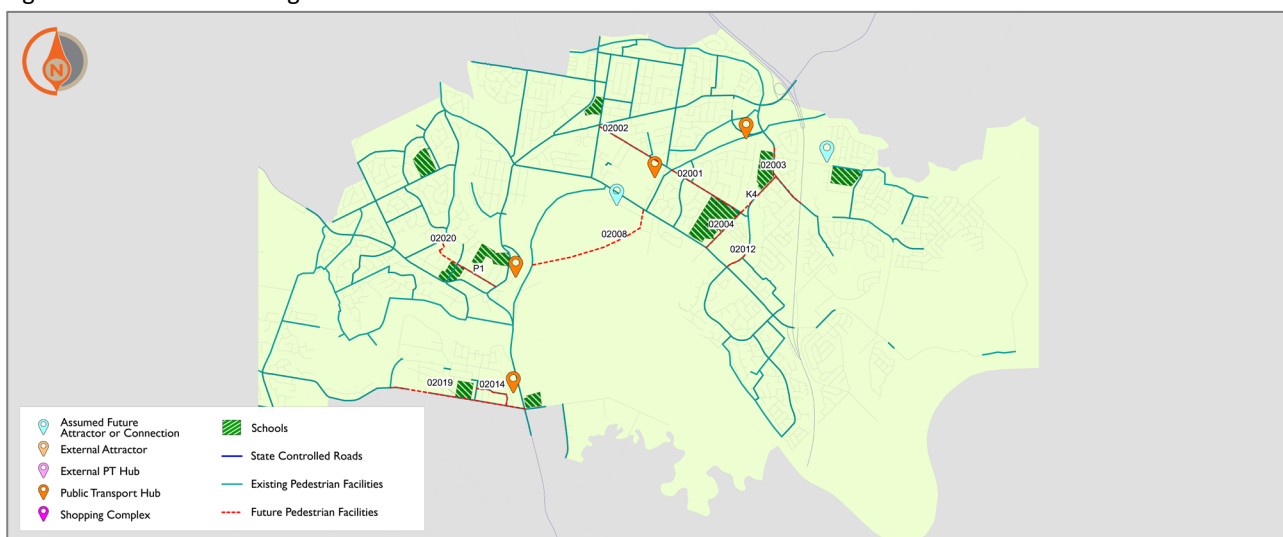 N
02002
02001
02003
K4
02004
02008
02012
02020
P1
02019
02014
Assumed Future
Attractor or Connection
External Attractor
External PT Hub
Public Transport Hub
Shopping Complex
Schools
State Controlled Roads
Existing Pedestrian Facilities
Future Pedestrian Facilities